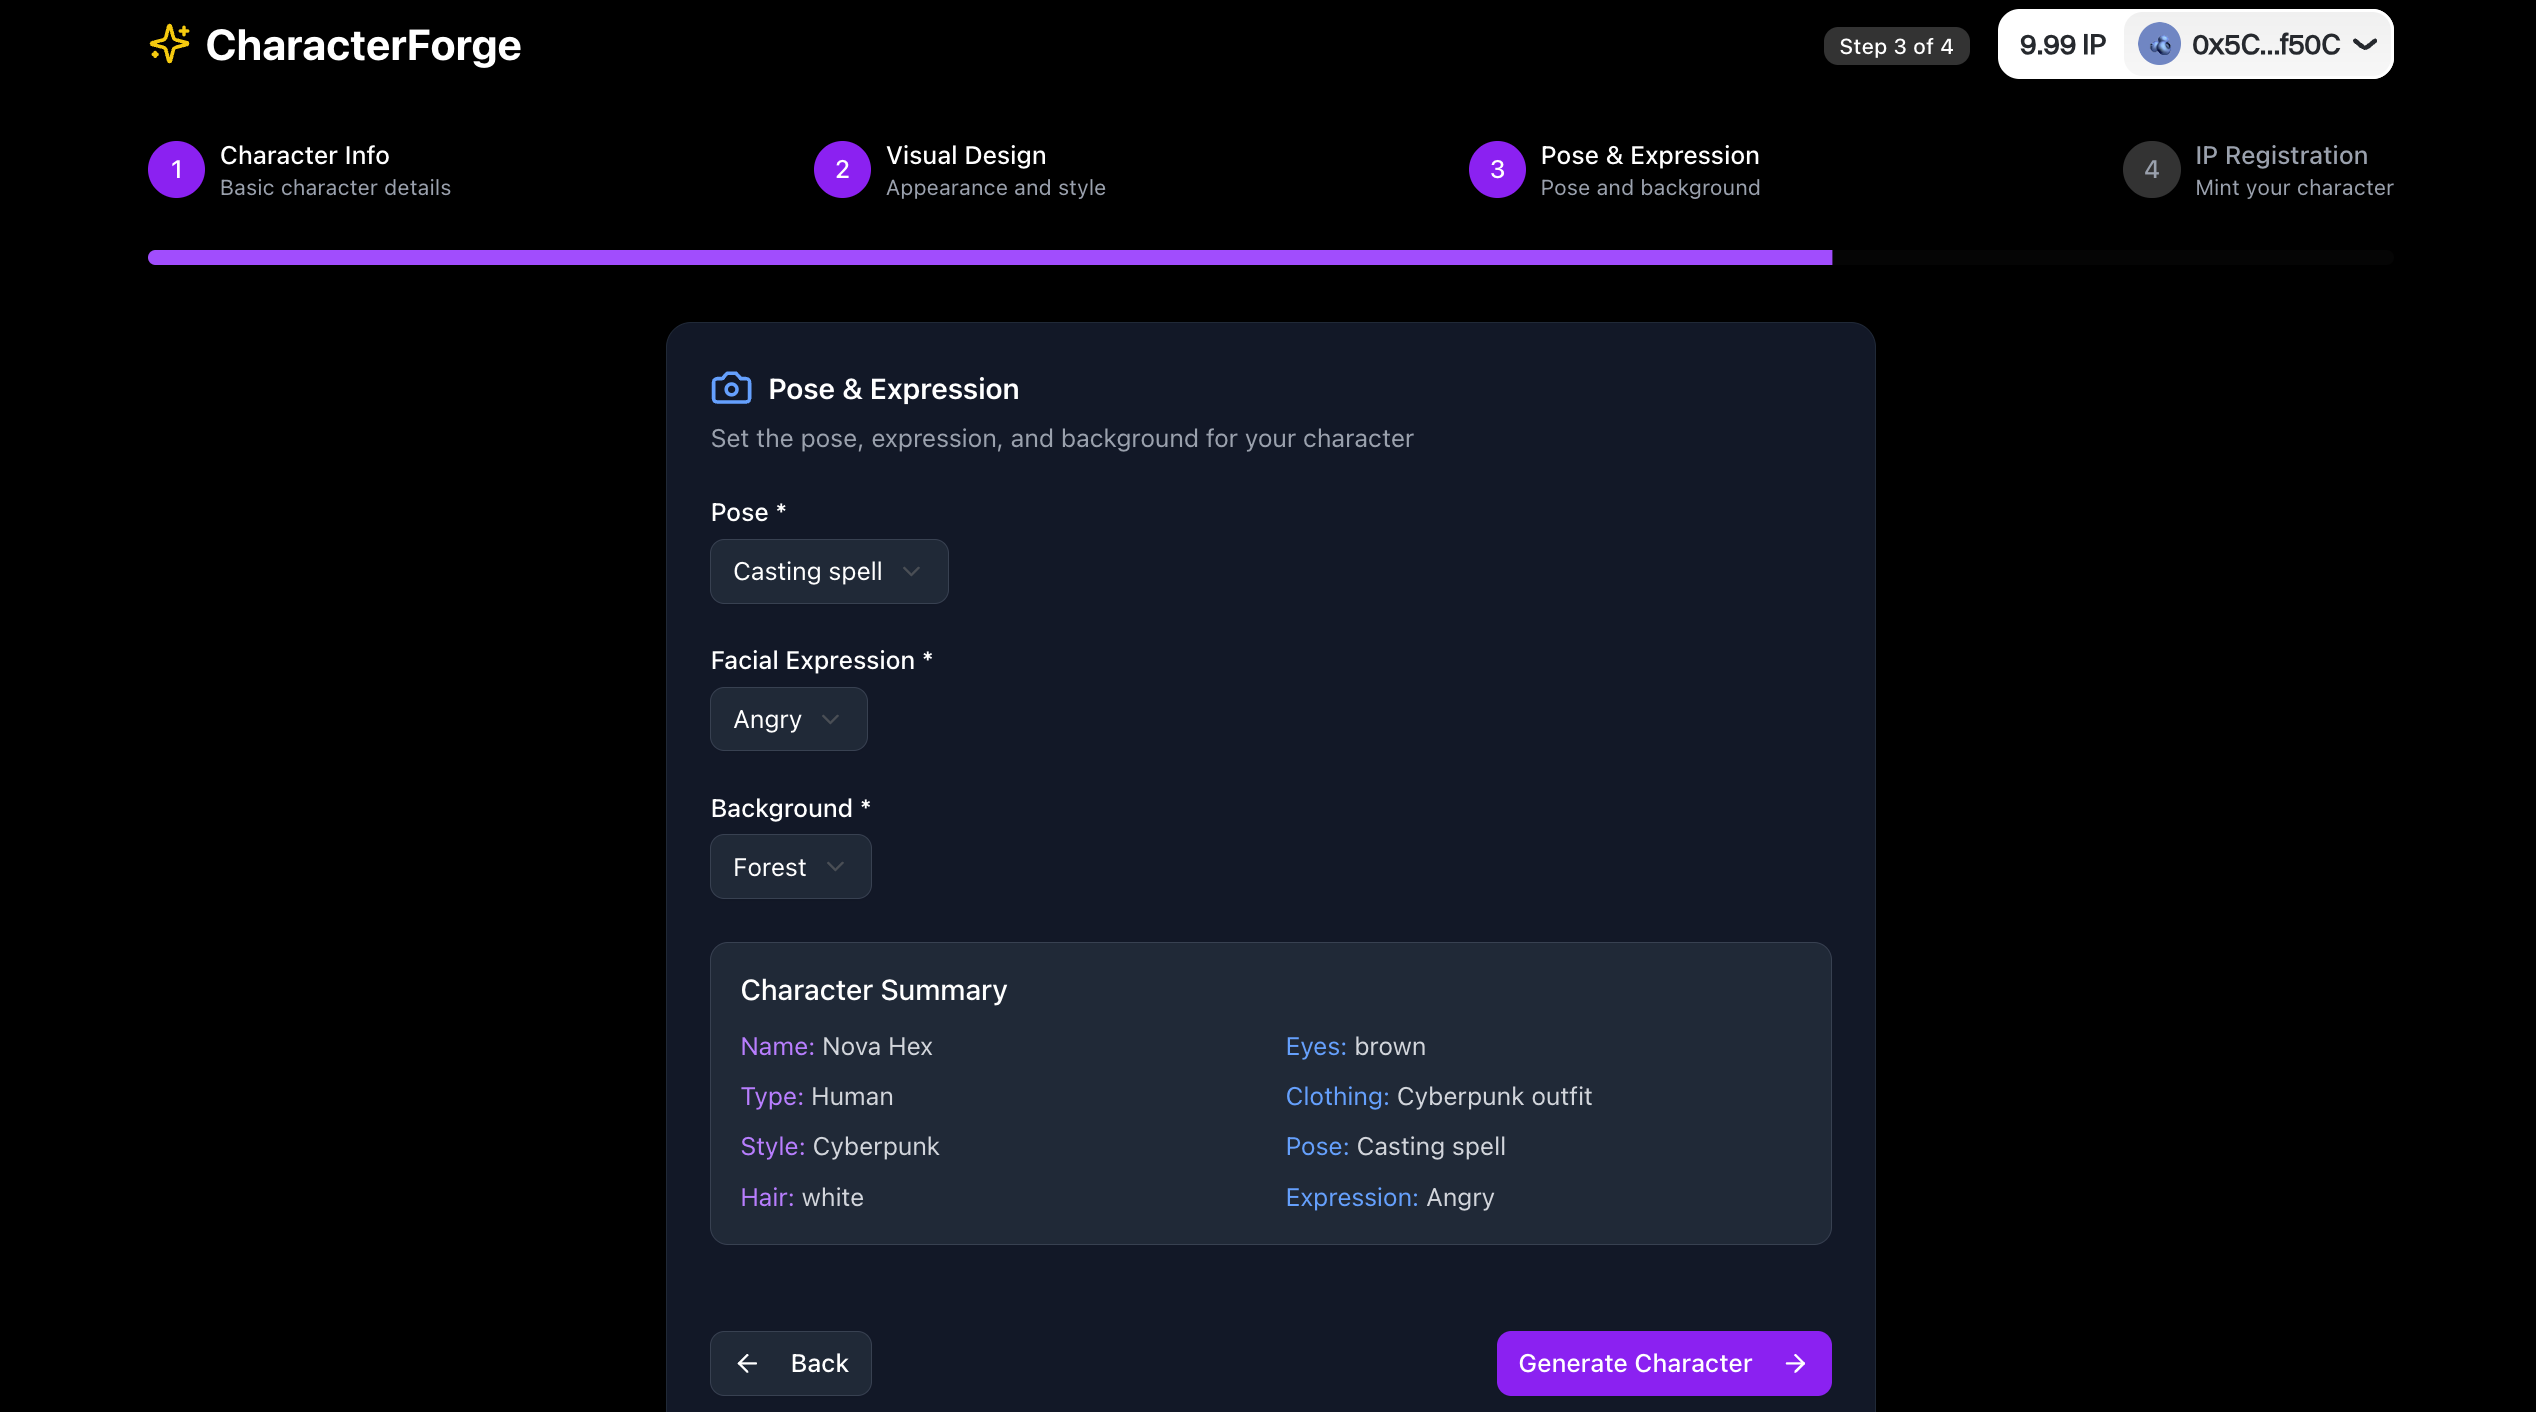 CharacterForge
Step 3 of 4
9.99 IP
0x5C...f50C
1
Character Info
Basic character details
2
Visual Design
Appearance and style
3
Pose & Expression
Pose and background
4
IP Registration
Mint your character
Pose & Expression
Set the pose, expression, and background for your character
Pose *
Casting spell
Facial Expression *
Angry
Background *
Forest
Character Summary
Name: Nova Hex
Eyes: brown
Type: Human
Clothing: Cyberpunk outfit
Style: Cyberpunk
Pose: Casting spell
Hair: white
Expression: Angry
Back
Generate Character